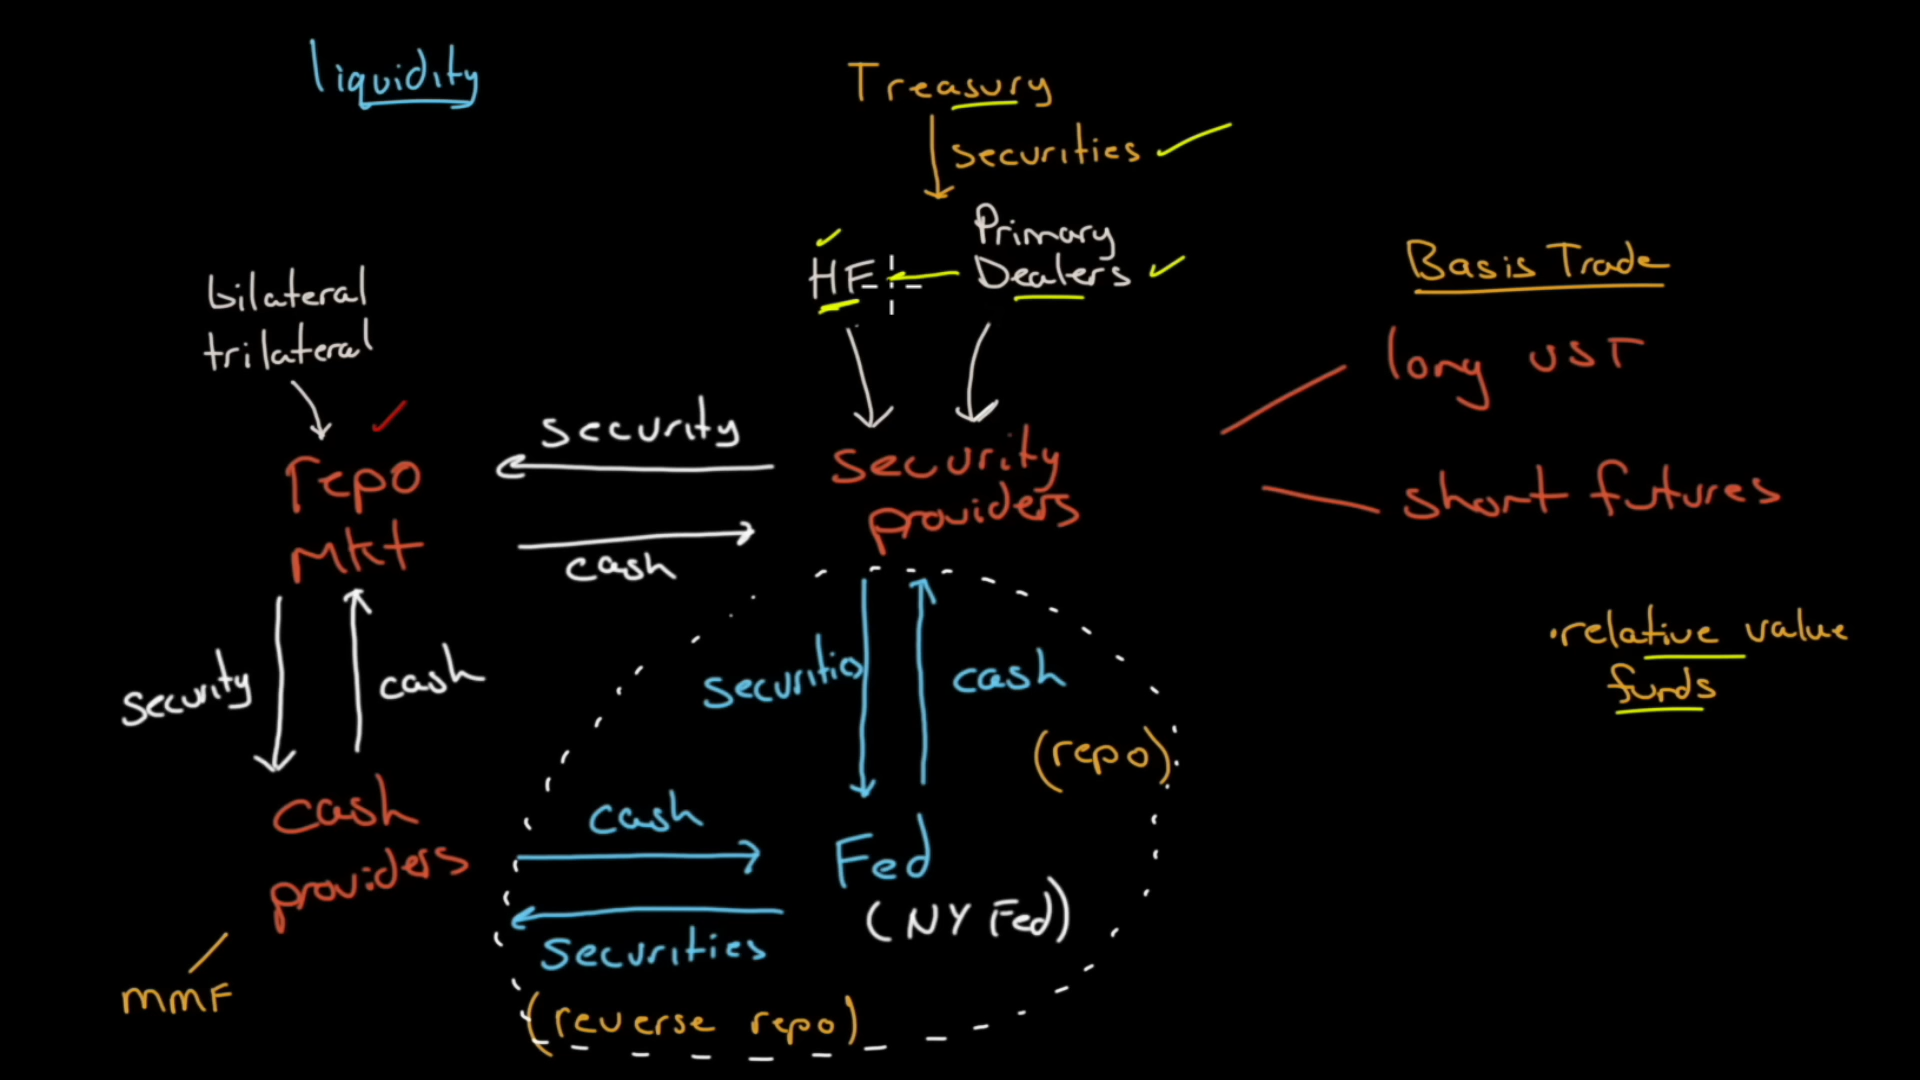 liquidity
Treasury
securities
Primary
HF Dealers
Basis Trade
long UST
short futures
relative value
funds
bilateral
trilateral
repo
mkt
security
cash
security
providers
security
cash
securities
cash
(repo)
cash
providers
mmF
cash
securities
(reverse repo)
Fed
(NY Fed)